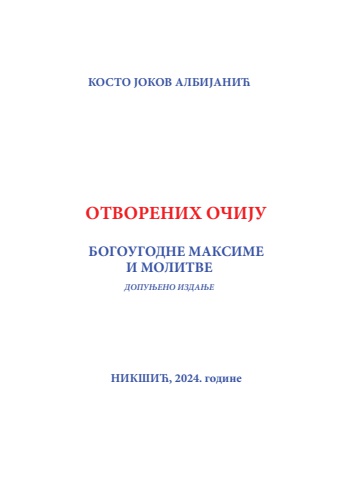 КОСТО ЈОКОВ АЛБИЈАНИЋ
ОТВОРЕНИХ ОЧИЈУ
БОГОУГОДНЕ МАКСИМЕ
И МОЛИТВЕ
ДОПУЊЕНО ИЗДАЊЕ
НИКШИЋ, 2024. године